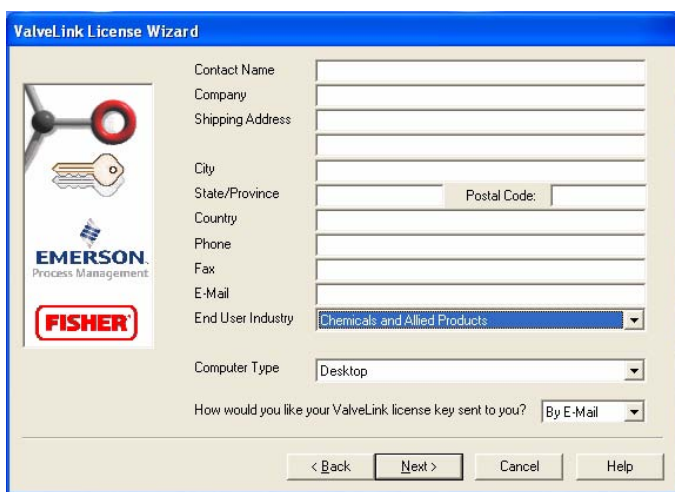 ValveLink License Wizard
Contact Name
Company
Shipping Address
City
State/Province
Postal Code:
Country
Phone
Fax
E-Mail
End User Industry
Chemicals and Allied Products
Computer Type
Desktop
How would you like your ValveLink license key sent to you?
By E-Mail
EMERSON.
Process Management
FISHER
< Back
Next >
Cancel
Help